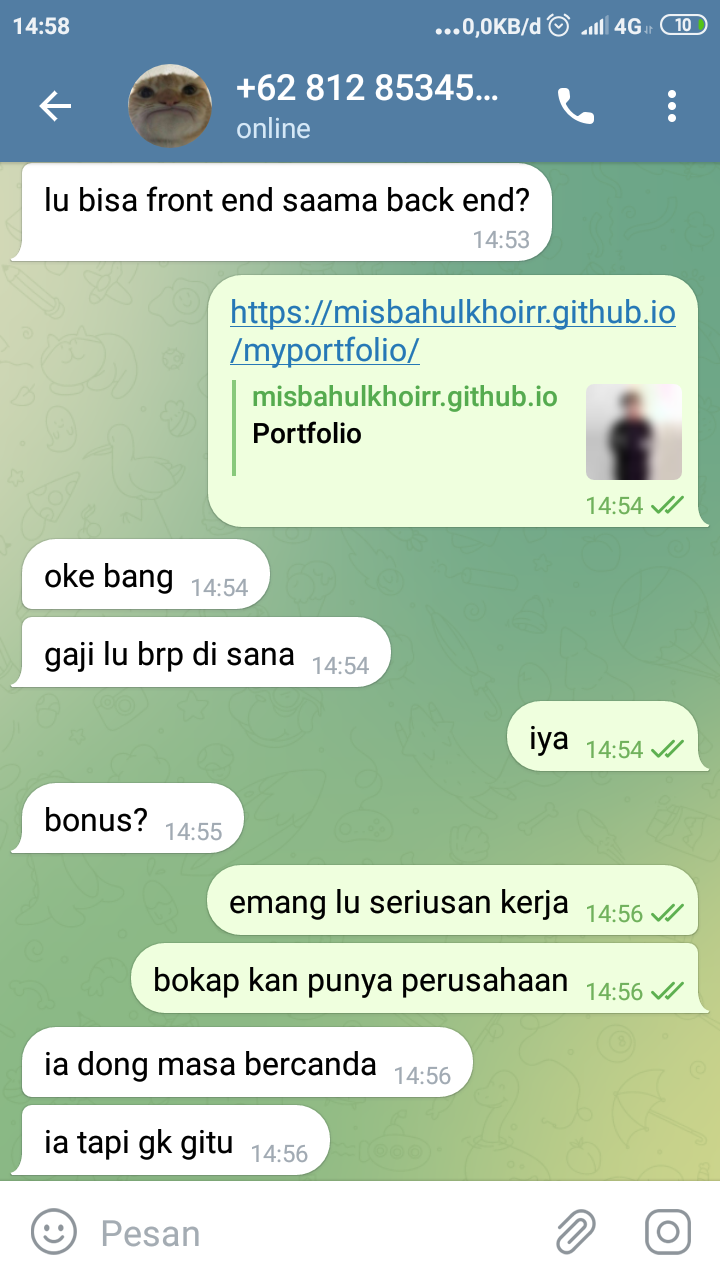 14:58
...0,0KB/d 4G 10
+62 812 85345...
online
lu bisa front end saama back end?
14:53
https://misbahulkhoirr.github.io
/myportfolio/
misbahulkhoirr.github.io
Portfolio
14:54
oke bang 14:54
gaji lu brp di sana 14:54
iya 14:54
bonus? 14:55
emang lu seriusan kerja 14:56
bokap kan punya perusahaan 14:56
ia dong masa bercanda 14:56
ia tapi gk gitu 14:56
Pesan